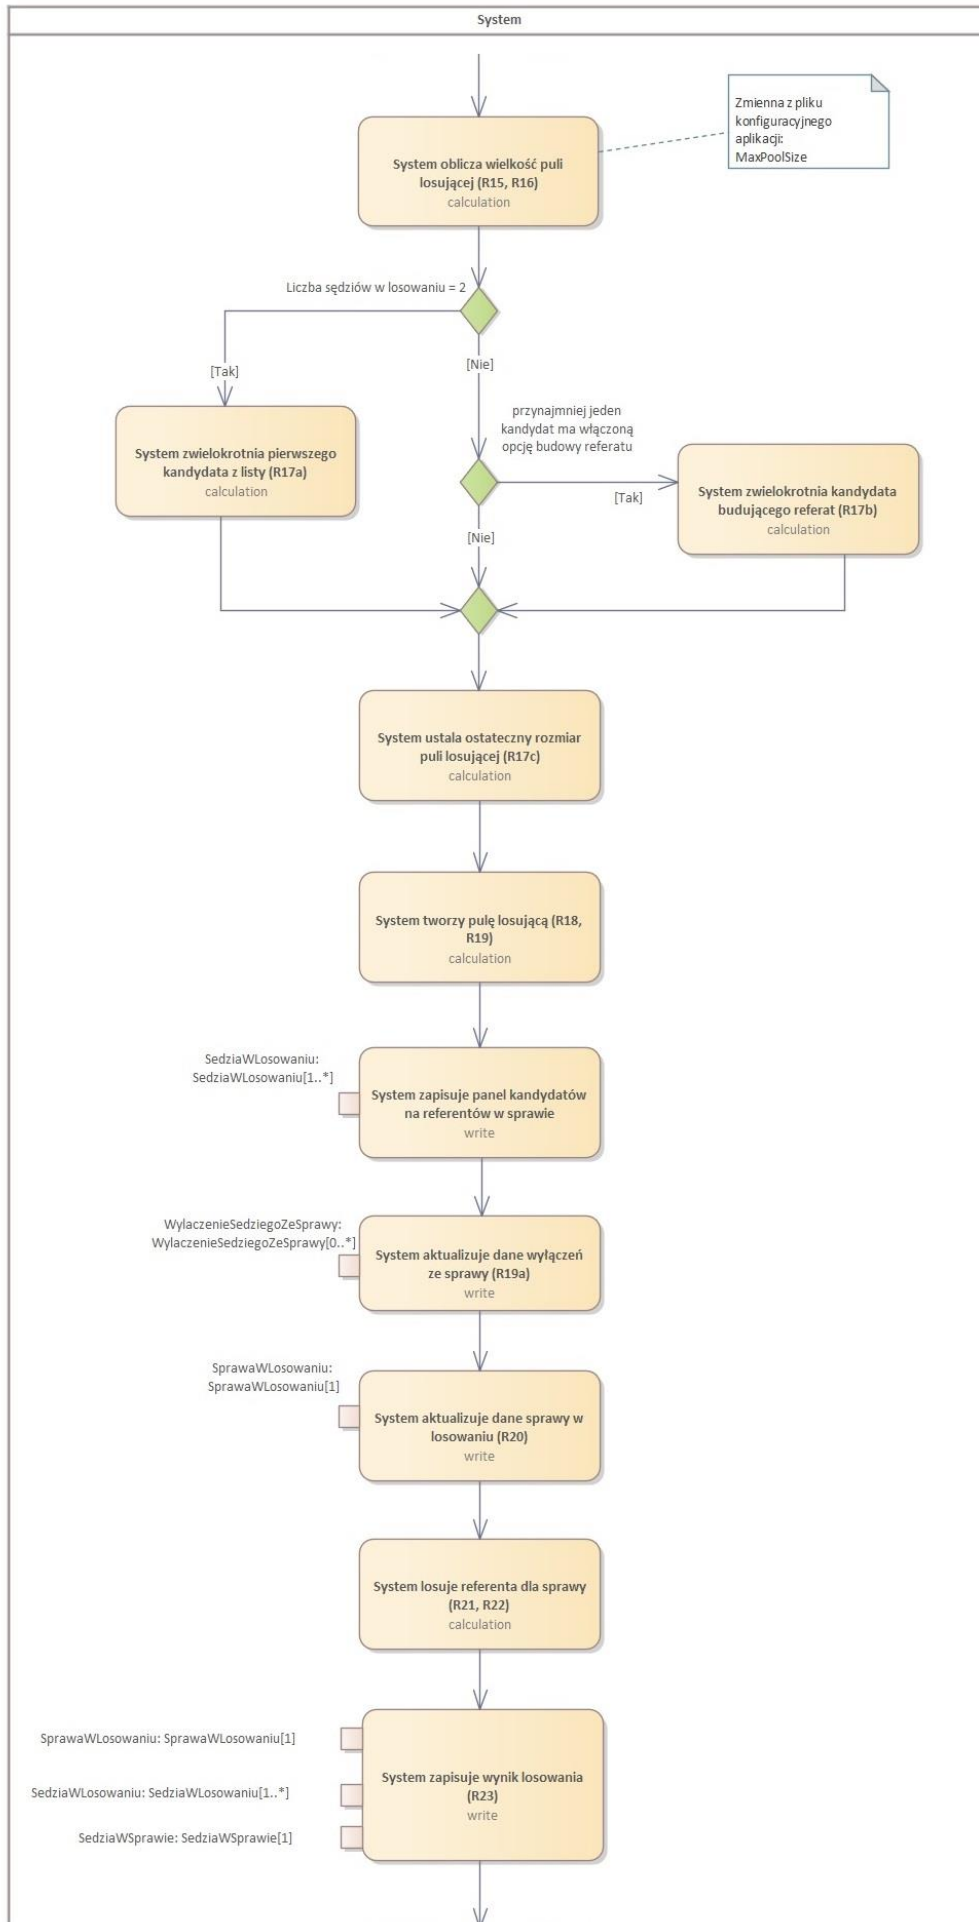 System
Zmienna z pliku
konfiguracyjnego
aplikacji:
MaxPoolSize
System oblicza wielkość puli
losującej (R15, R16)
calculation
Liczba sędziów w losowaniu = 2
[Tak]
[Nie]
przynajmniej jeden
kandydat ma włączoną
opcję budowy referatu
System zwielokrotnia pierwszego
kandydata z listy (R17a)
calculation
[Tak]
System zwielokrotnia kandydata
budującego referat (R17b)
calculation
[Nie]
System ustala ostateczny rozmiar
puli losującej (R17c)
calculation
System tworzy pulę losującą (R18,
R19)
calculation
SedziaWLosowaniu:
SedziaWLosowaniu[1..*]
System zapisuje panel kandydatów
na referentów w sprawie
write
WylaczenieSedziegoZeSprawy:
WylaczenieSedziegoZeSprawy[0..*]
System aktualizuje dane wyłączeń
ze sprawy (R19a)
write
SprawaWLosowaniu:
SprawaWLosowaniu[1]
System aktualizuje dane sprawy w
losowaniu (R20)
write
System losuje referenta dla sprawy
(R21, R22)
calculation
SprawaWLosowaniu: SprawaWLosowaniu[1]
SedziaWLosowaniu: SedziaWLosowaniu[1..*]
SedziaWSprawie: SedziaWSprawie[1]
System zapisuje wynik losowania
(R23)
write